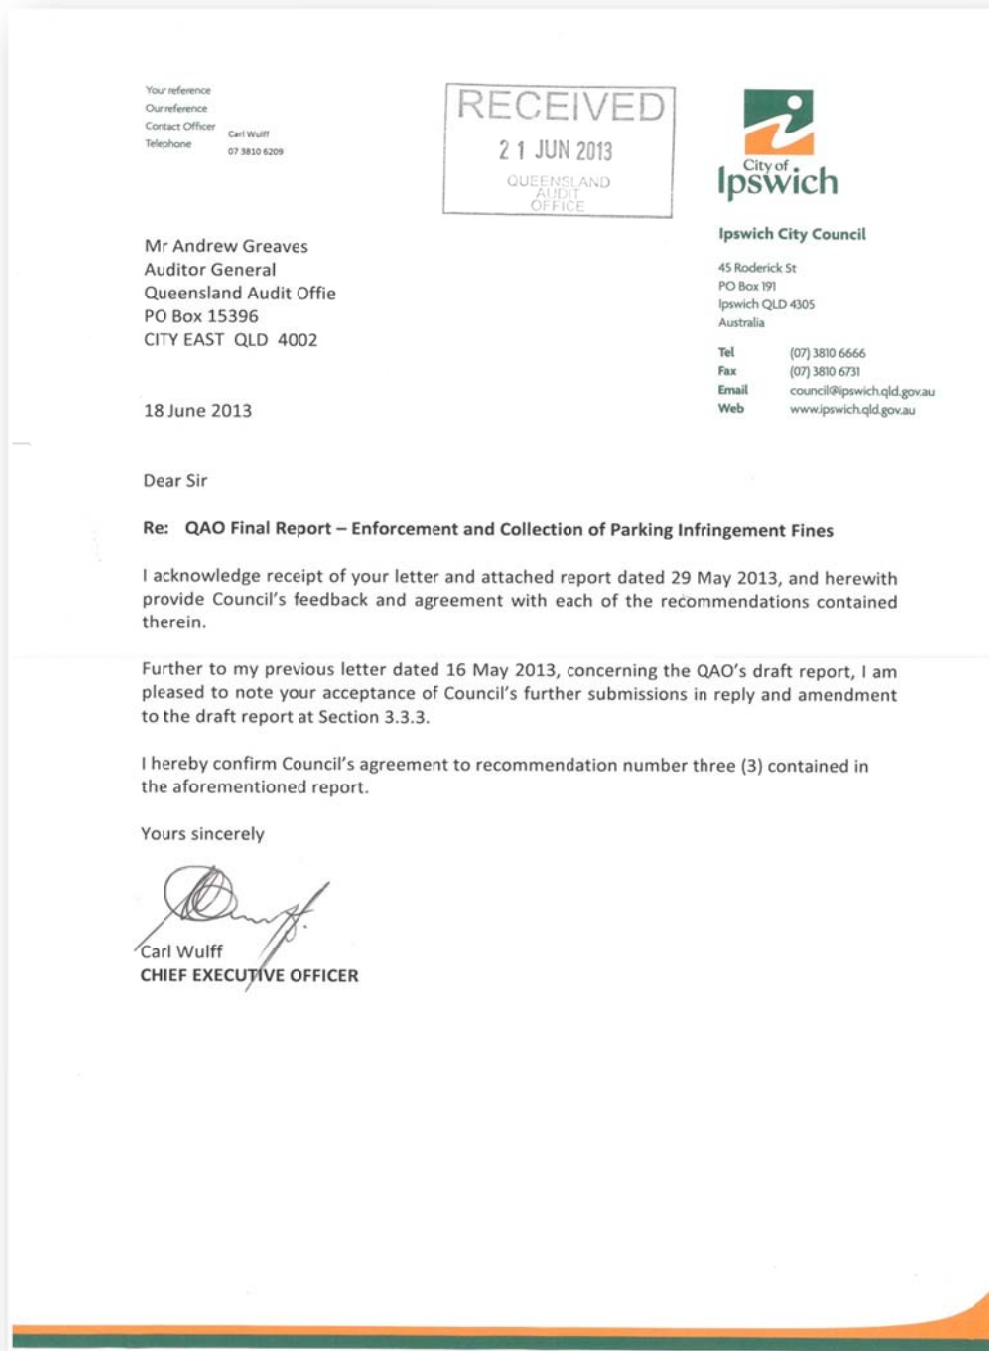 Your reference
Our reference
Contact Officer Carl Wulff
Telephone 07 3810 6209
RECEIVED
21 JUN 2013
QUEENSLAND
AUDIT
OFFICE
City of
Ipswich
Ipswich City Council
45 Roderick St
PO Box 191
Ipswich QLD 4305
Australia
Tel (07) 3810 6666
Fax (07) 3810 6731
Email council@ipswich.qld.gov.au
Web www.ipswich.qld.gov.au
Mr Andrew Greaves
Auditor General
Queensland Audit Offie
PO Box 15396
CITY EAST QLD 4002
18 June 2013
Dear Sir
Re: QAO Final Report – Enforcement and Collection of Parking Infringement Fines
I acknowledge receipt of your letter and attached report dated 29 May 2013, and herewith
provide Council's feedback and agreement with each of the recommendations contained
therein.
Further to my previous letter dated 16 May 2013, concerning the QAO's draft report, I am
pleased to note your acceptance of Council's further submissions in reply and amendment
to the draft report at Section 3.3.3.
I hereby confirm Council's agreement to recommendation number three (3) contained in
the aforementioned report.
Yours sincerely
Carl Wulff
CHIEF EXECUTIVE OFFICER